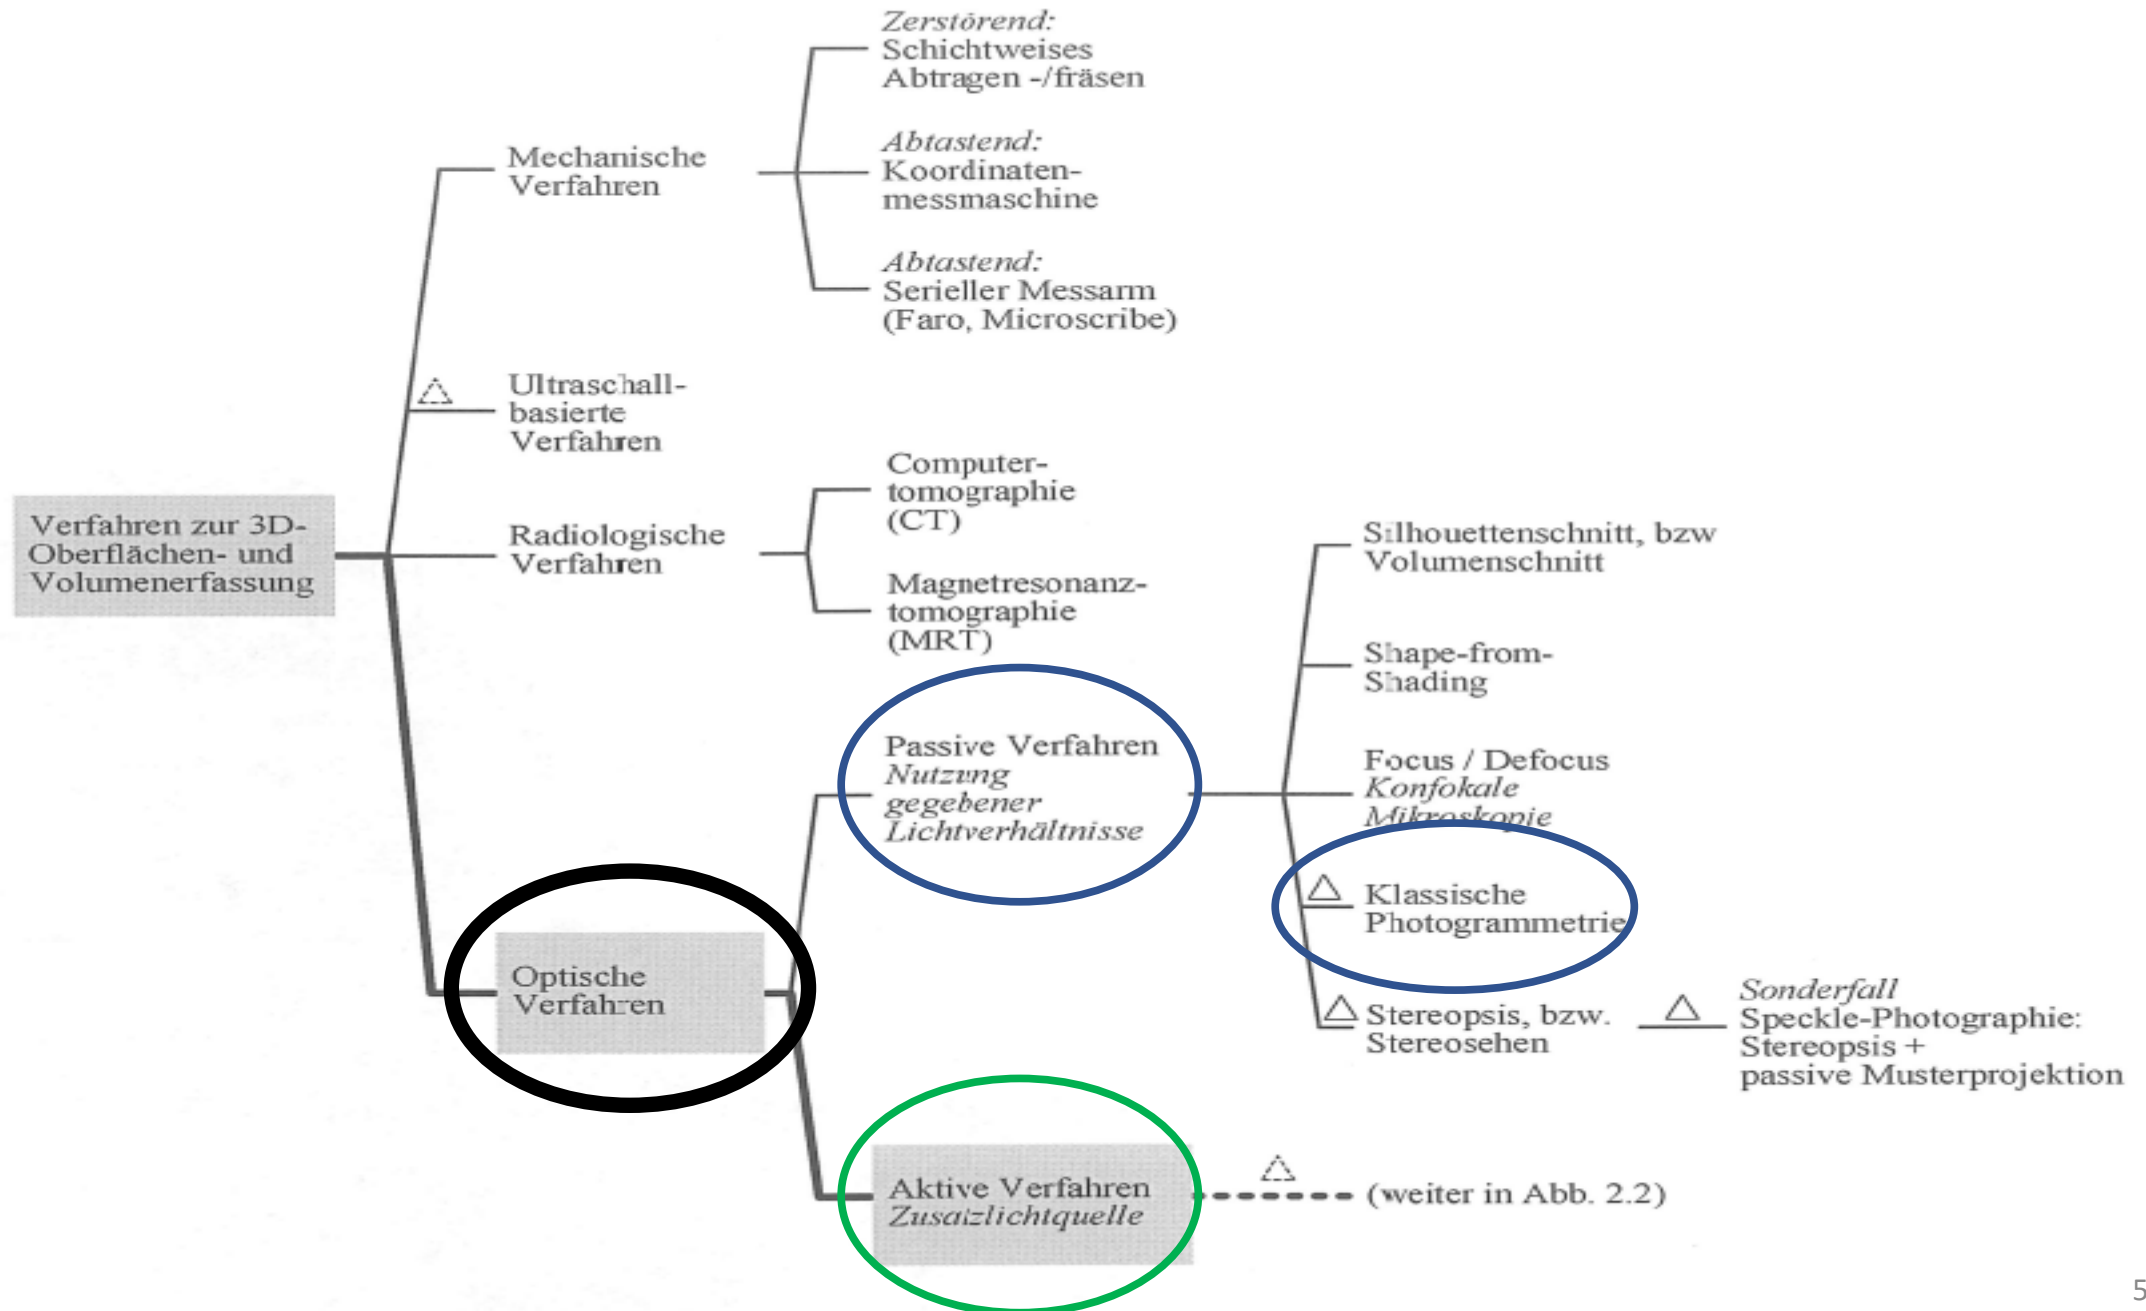 Zerstörend:
Schichtweises
Abtragen -/fräsen
Mechanische
Verfahren
Abtastend:
Koordinaten-
messmaschine
Abtastend:
Serieller Messarm
(Faro, Microscribe)
Ultraschall-
basierte
Verfahren
Verfahren zur 3D-
Oberflächen- und
Volumenerfassung
Radiologische
Verfahren
Computer-
tomographie
(CT)
Magnetresonanz-
tomographie
(MRT)
Optische
Verfahren
Passive Verfahren
Nutzung
gegebener
Lichtverhältnisse
Silhouettenschnitt, bzw
Volumenschnitt
Shape-from-
Shading
Focus / Defocus
Konfokale
Mikroskopie
Klassische
Photogrammetrie
Stereopsis, bzw.
Stereosehen
Sonderfall
Speckle-Photographie:
Stereopsis +
passive Musterprojektion
Aktive Verfahren
Zusatzlichtquelle
(weiter in Abb. 2.2)
5